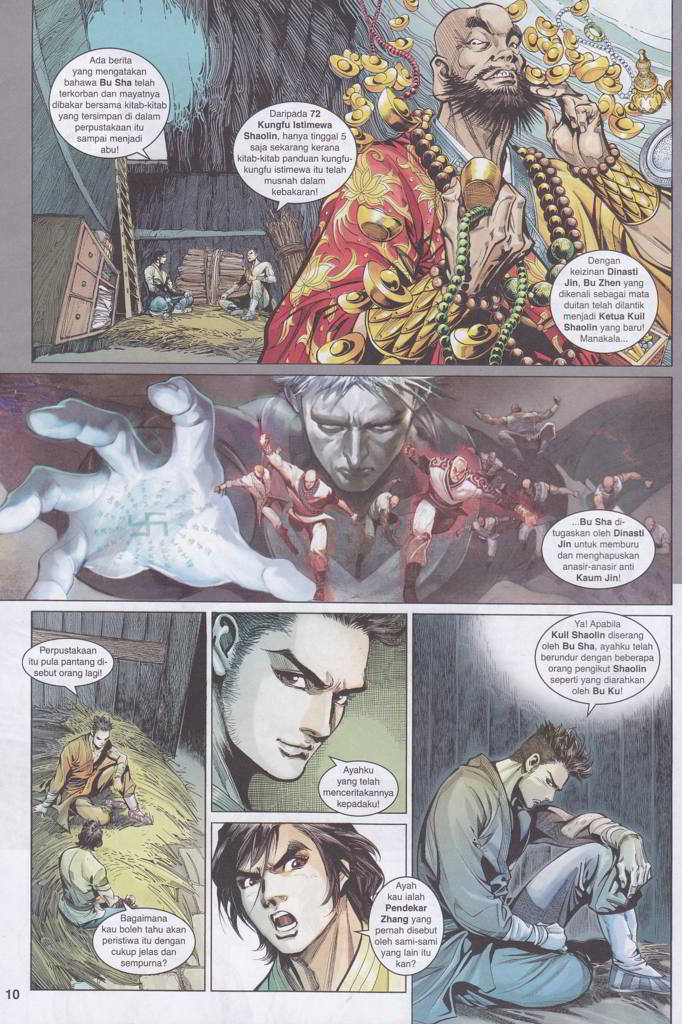 Ada berita
yang mengatakan
bahawa Bu Sha telah
terkorban dan mayatnya
dibakar bersama kitab-kitab
yang tersimpan di dalam
perpustakaan itu
sampai menjadi
abu!
Daripada 72
Kungfu Istimewa
Shaolin, hanya tinggal 5
saja sekarang kerana
kitab-kitab panduan kungfu-
kungfu istimewa itu telah
musnah dalam
kebakaran!
Dengan
keizinan Dinasti
Jin, Bu Zhen yang
dikenali sebagai mata
duitan telah dilantik
menjadi Ketua Kuil
Shaolin yang baru!
Manakala...
...Bu Sha di-
tugaskan oleh Dinasti
Jin untuk memburu
dan menghapuskan
anasir-anasir anti
Kaum Jin!
Perpustakaan
itu pula pantang di-
sebut orang lagi!
Bagaimana
kau boleh tahu akan
peristiwa itu dengan
cukup jelas dan
sempurna?
Ayahku
yang telah
menceritakannya
kepadaku!
Ayah
kau ialah
Pendekar
Zhang yang
pernah disebut
oleh sami-sami
yang lain itu
kan?
Ya! Apabila
Kuil Shaolin diserang
oleh Bu Sha, ayahku telah
berundur dengan beberapa
orang pengikut Shaolin
seperti yang diarahkan
oleh Bu Ku!
10